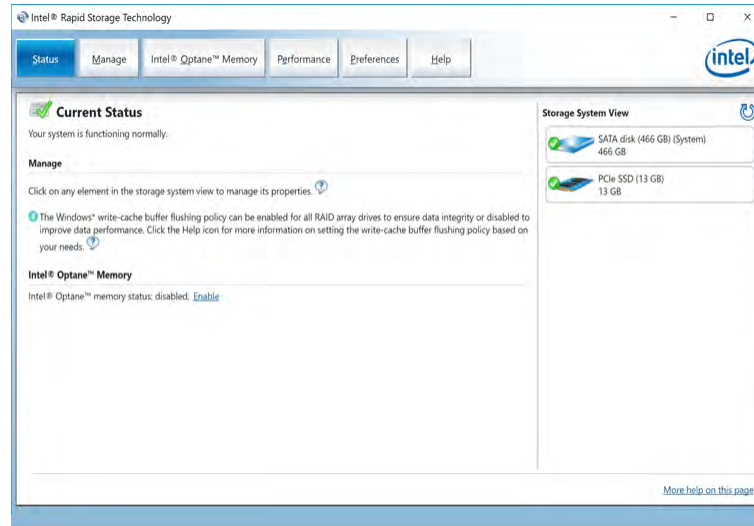 Intel® Rapid Storage Technology
Status
Manage
Intel® Optane™ Memory
Performance
Preferences
Help
intel
Current Status
Your system is functioning normally.
Manage
Click on any element in the storage system view to manage its properties.
The Windows* write-cache buffer flushing policy can be enabled for all RAID array drives to ensure data integrity or disabled to
improve data performance. Click the Help icon for more information on setting the write-cache buffer flushing policy based on
your needs.
Intel® Optane™ Memory
Intel® Optane™ memory status: disabled. Enable
Storage System View
SATA disk (466 GB) (System)
466 GB
PCIe SSD (13 GB)
13 GB
More help on this page